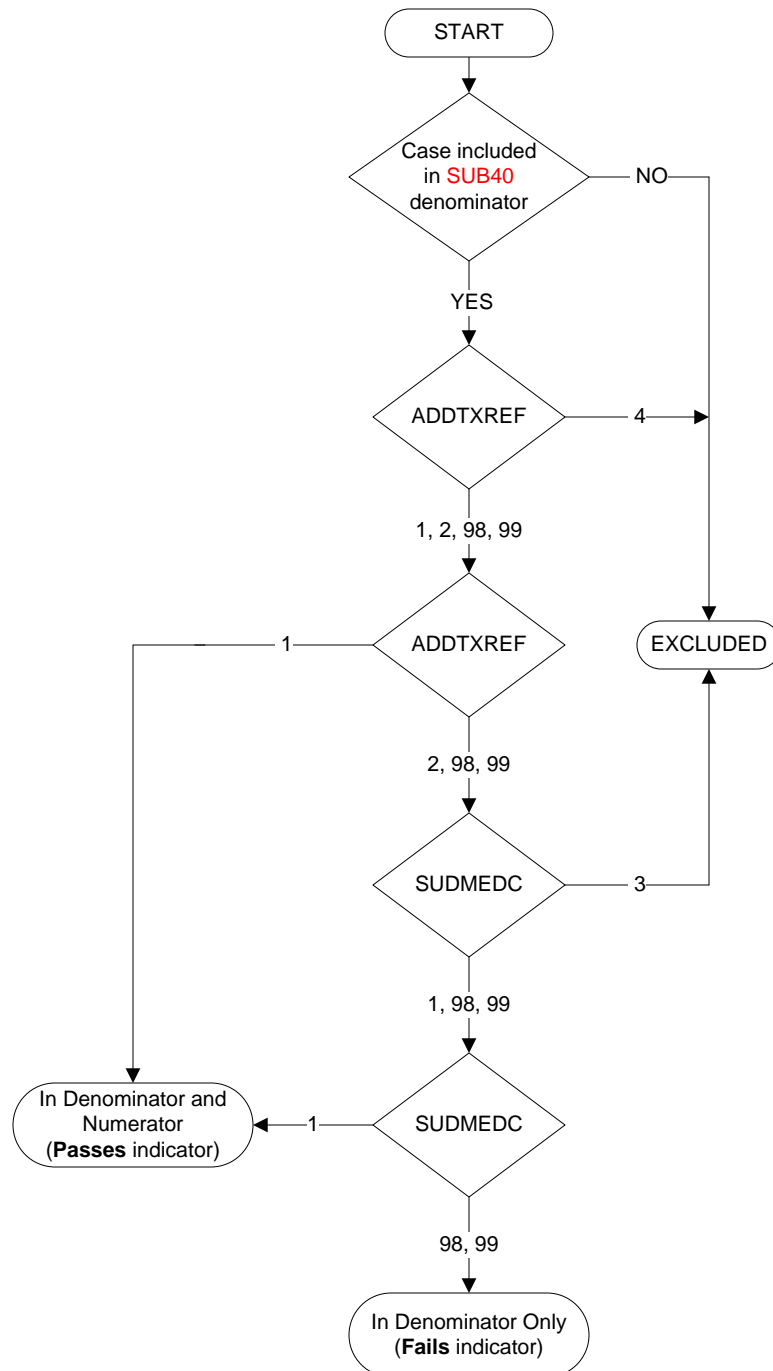 START
Case included
in SUB40
denominator
NO
YES
ADDTXREF
4
1, 2, 98, 99
ADDTXREF
1
EXCLUDED
2, 98, 99
SUDMEDC
3
1, 98, 99
In Denominator and
Numerator
(Passes indicator)
1
SUDMEDC
98, 99
In Denominator Only
(Fails indicator)